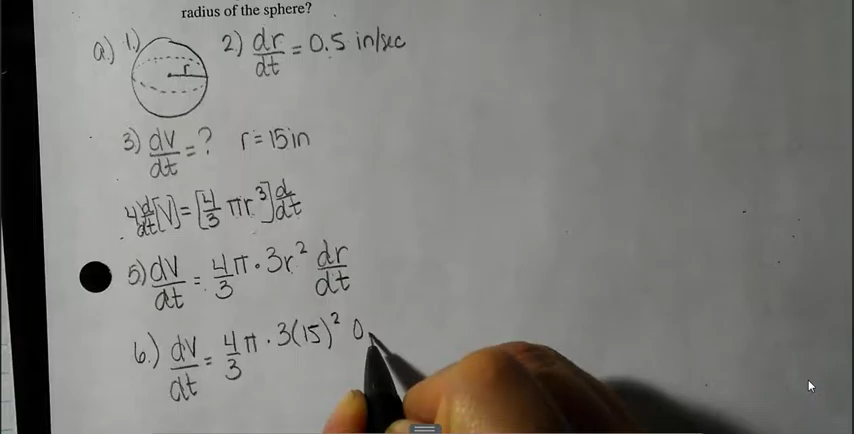 radius of the sphere?
a.) 1.) r 2) dr/dt = 0.5 in/sec
3) dV/dt = ? r = 15in
4) d/dt[V] = [4/3 πr³] d/dt
5) dV/dt = 4/3 π · 3r² dr/dt
6.) dV/dt = 4/3 π · 3(15)² 0